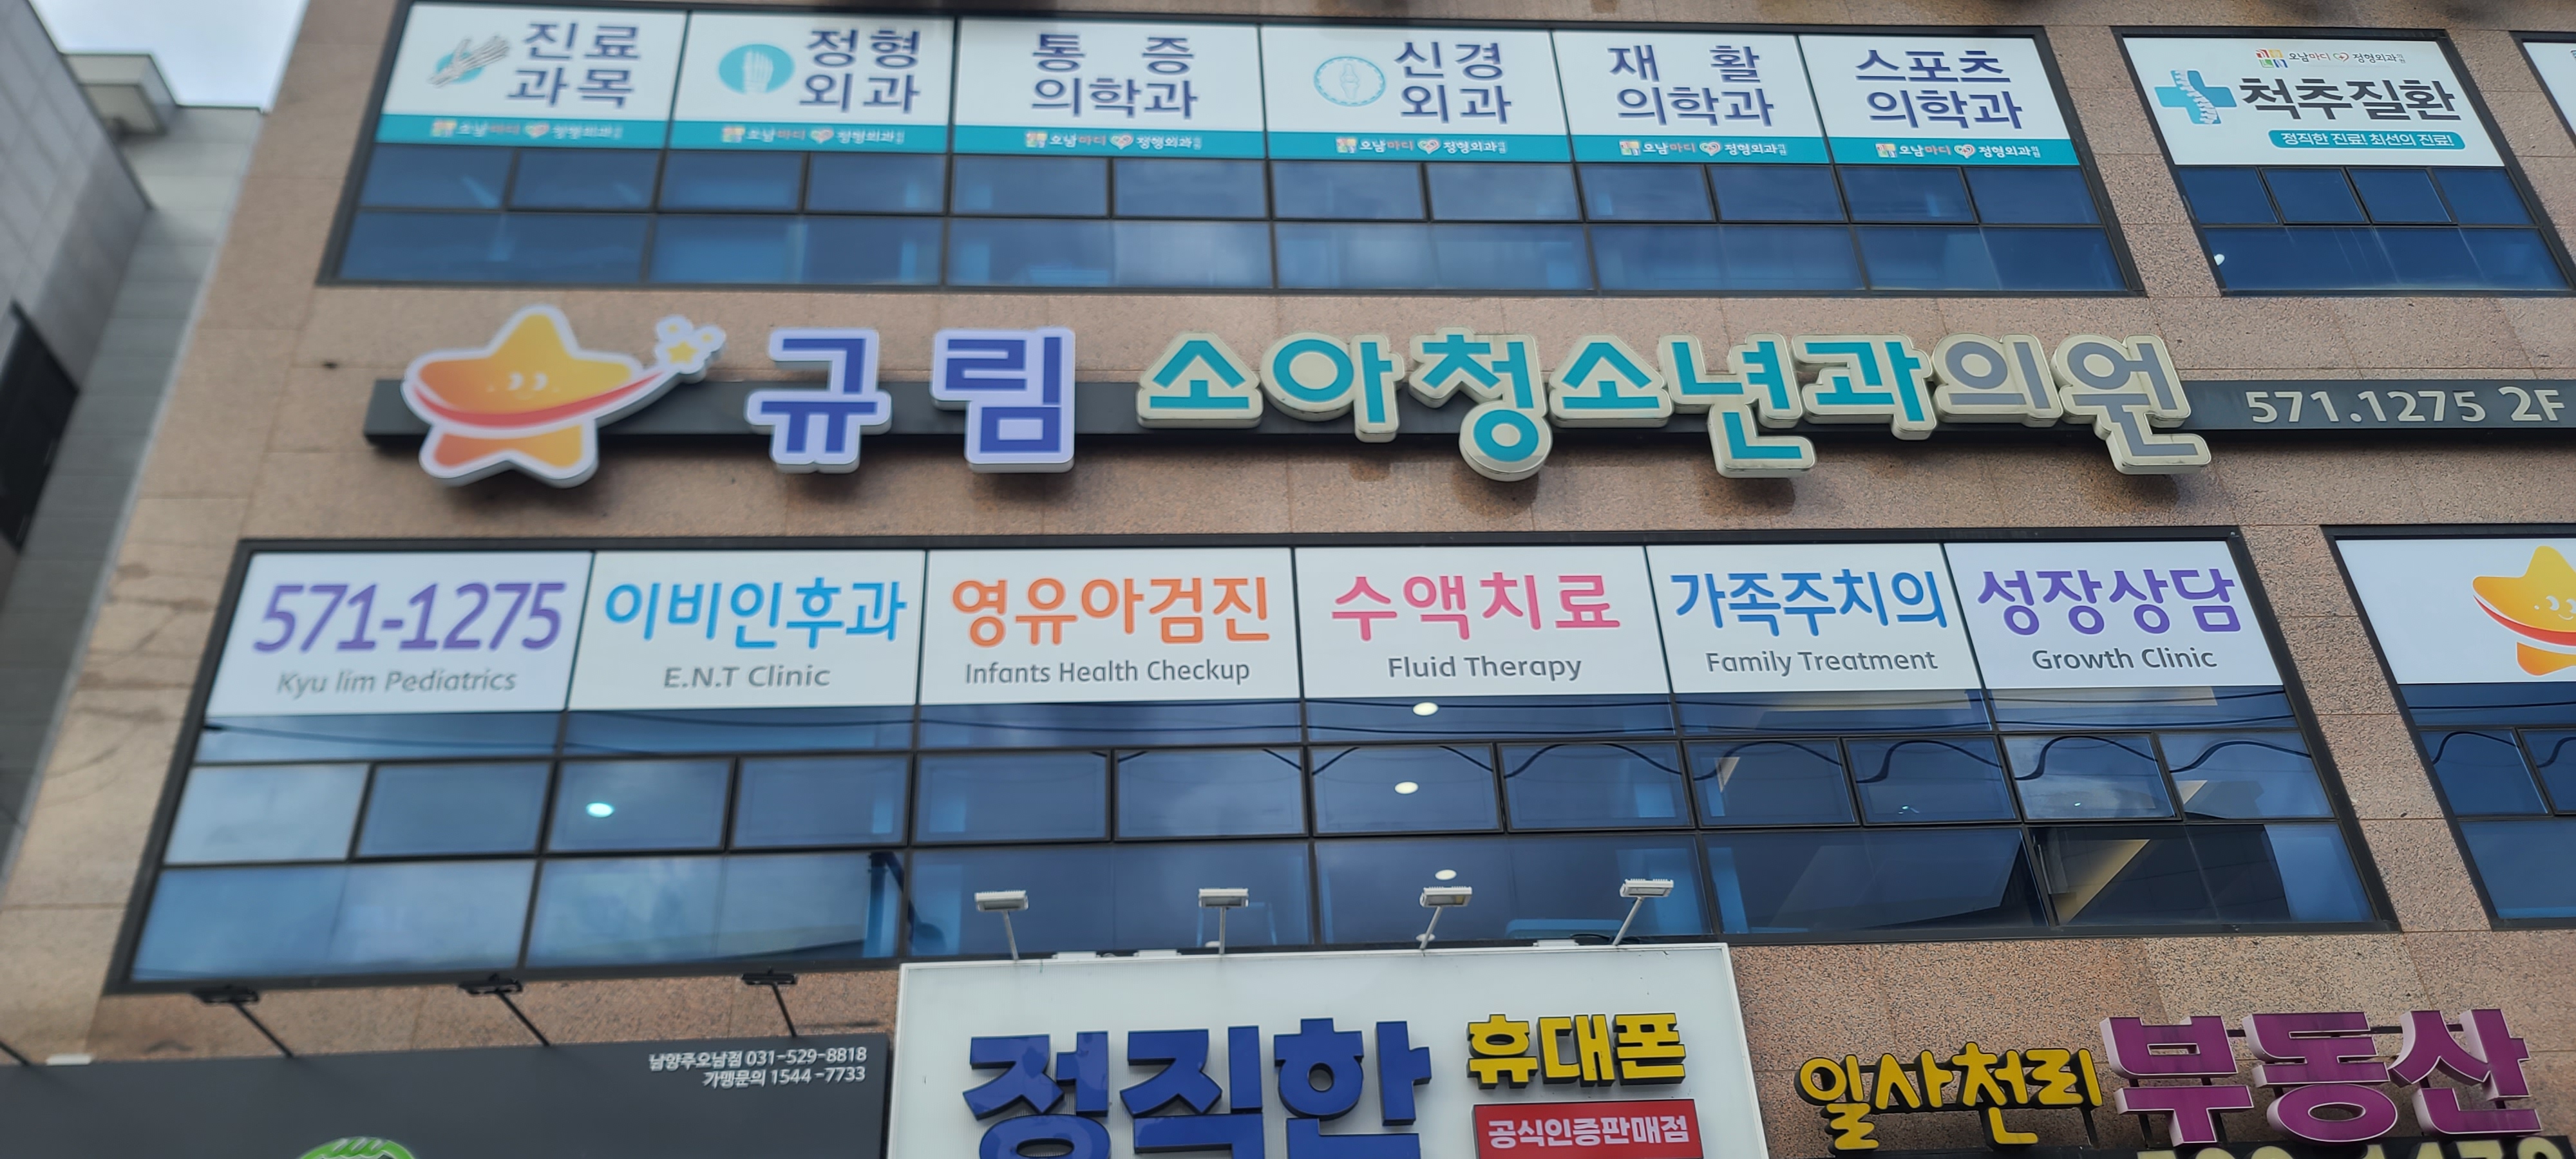 진료
과목
오남마디 정형외과
정형
외과
오남마디 정형외과
통증
의학과
오남마디 정형외과
신경
외과
오남마디 정형외과
재활
의학과
오남마디 정형외과
스포츠
의학과
오남마디 정형외과
오남마디 정형외과
척추질환
정직한 진료! 최선의 진료!
규림 소아청소년과의원 571.1275 2F
571-1275
Kyu lim Pediatrics
이비인후과
E.N.T Clinic
영유아검진
Infants Health Checkup
수액치료
Fluid Therapy
가족주치의
Family Treatment
성장상담
Growth Clinic
남양주오남점 031-529-8818
가맹문의 1544-7733
정직한 휴대폰
공식인증판매점
일사천리 부동산